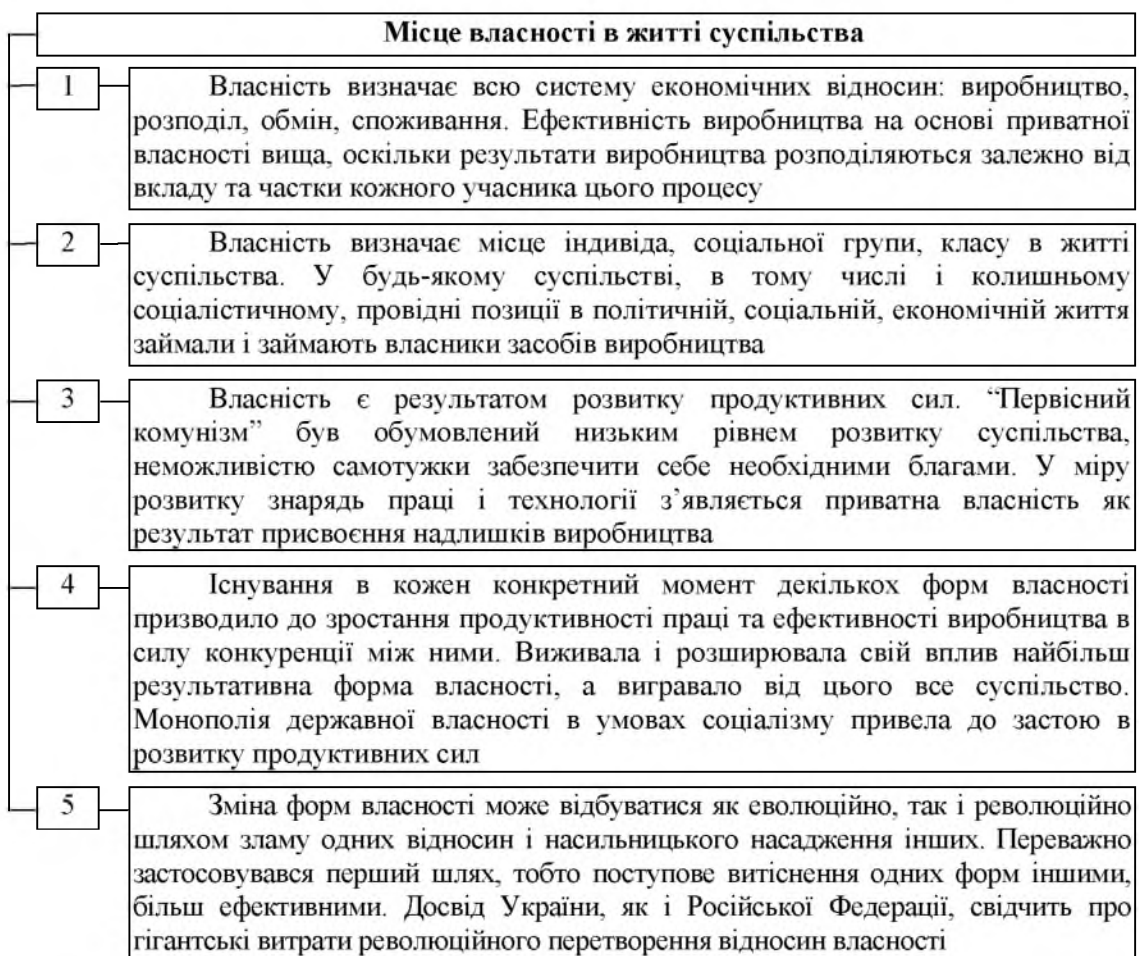 Місце власності в житті суспільства
1
Власність визначає всю систему економічних відносин: виробництво,
розподіл, обмін, споживання. Ефективність виробництва на основі приватної
власності вища, оскільки результати виробництва розподіляються залежно від
вкладу та частки кожного учасника цього процесу
2
Власність визначає місце індивіда, соціальної групи, класу в житті
суспільства. У будь-якому суспільстві, в тому числі і колишньому
соціалістичному, провідні позиції в політичній, соціальній, економічній життя
займали і займають власники засобів виробництва
3
Власність є результатом розвитку продуктивних сил. “Первісний
комунізм” був обумовлений низьким рівнем розвитку суспільства,
неможливістю самотужки забезпечити себе необхідними благами. У міру
розвитку знарядь праці і технології з’являється приватна власність як
результат присвоєння надлишків виробництва
4
Існування в кожен конкретний момент декількох форм власності
призводило до зростання продуктивності праці та ефективності виробництва в
силу конкуренції між ними. Виживала і розширювала свій вплив найбільш
результативна форма власності, а вигравало від цього все суспільство.
Монополія державної власності в умовах соціалізму привела до застою в
розвитку продуктивних сил
5
Зміна форм власності може відбуватися як еволюційно, так і революційно
шляхом зламу одних відносин і насильницького насадження інших. Переважно
застосовувався перший шлях, тобто поступове витіснення одних форм іншими,
більш ефективними. Досвід України, як і Російської Федерації, свідчить про
гігантські витрати революційного перетворення відносин власності